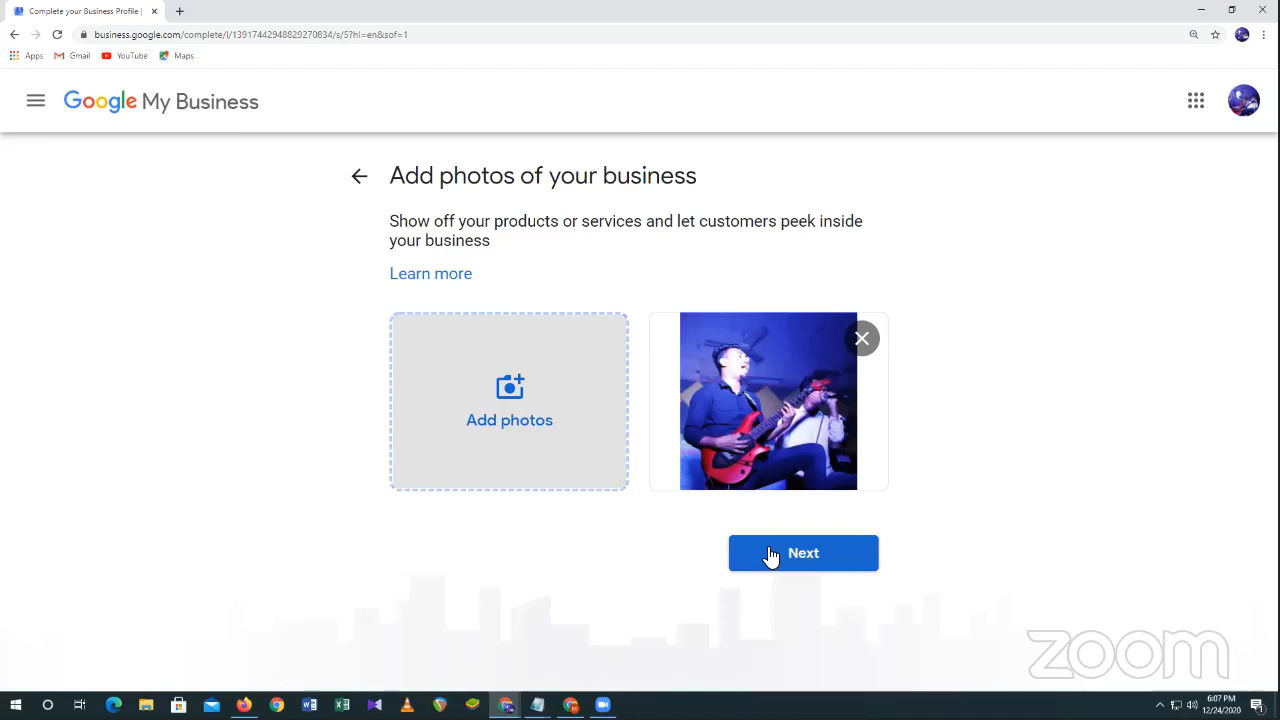 Complete your Business Profile |
business.google.com/complete/l/13917442948829270834/s/5?hl=en&sof=1
Apps Gmail YouTube Maps
Google My Business
Add photos of your business
Show off your products or services and let customers peek inside
your business
Learn more
Add photos
Next
zoom
6:07 PM
12/24/2020